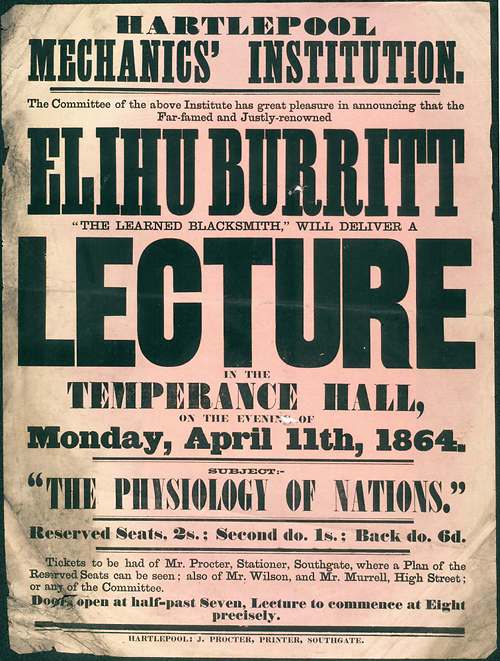 HARTLEPOOL
MECHANICS' INSTITUTION.
The Committee of the above Institute has great pleasure in announcing that the
Far-famed and Justly-renowned
ELIHU BURRITT
"THE LEARNED BLACKSMITH," WILL DELIVER A
LECTURE
IN THE
TEMPERANCE HALL,
ON THE EVENING OF
Monday, April 11th, 1864.
SUBJECT:-
"THE PHYSIOLOGY OF NATIONS."
Reserved Seats, 2s.; Second do. 1s.; Back do. 6d.
Tickets to be had of Mr. Procter, Stationer, Southgate, where a Plan of the
Reserved Seats can be seen; also of Mr. Wilson, and Mr. Murrell, High Street;
or any of the Committee.
Doors open at half-past Seven, Lecture to commence at Eight
precisely.
HARTLEPOOL: J. PROCTER, PRINTER, SOUTHGATE.